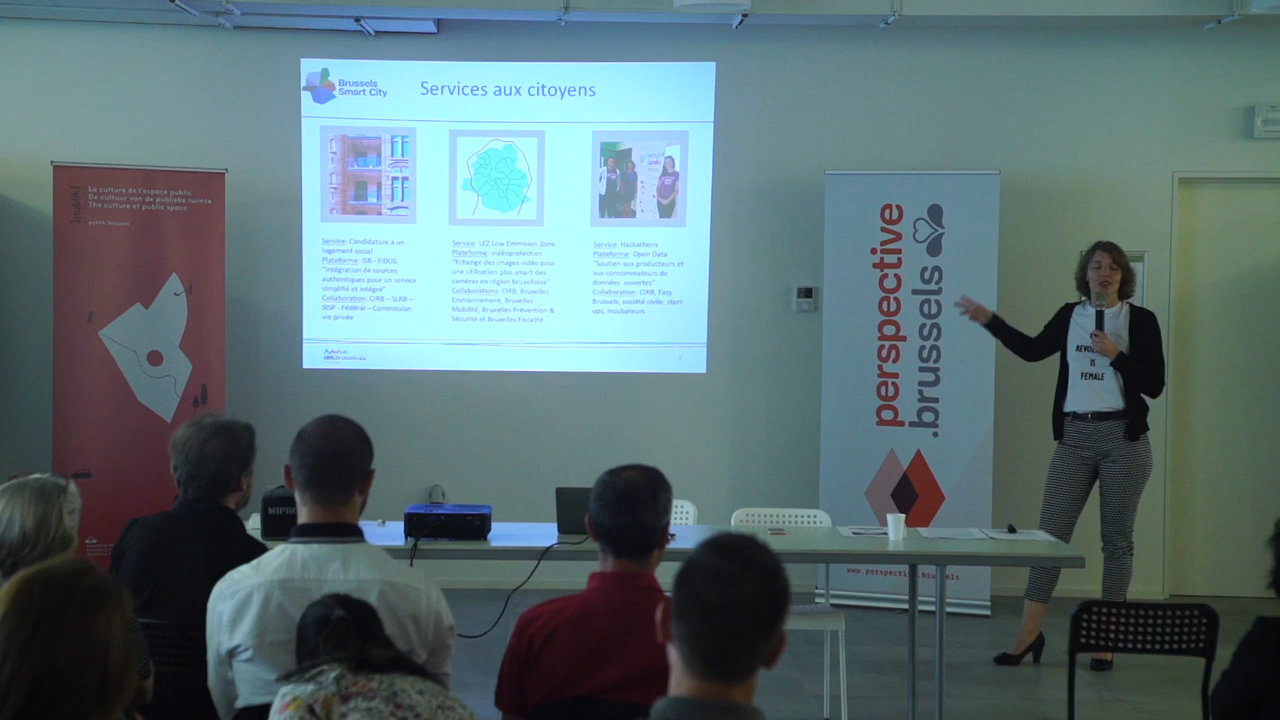 Brussels
Smart City
Services aux citoyens
Service: Candidature à un
logement social
Plateforme: ISR - FIDUS
"Intégration de sources
authentiques pour un service
simplifié et intégré"
Collaboration: CIRB – SLRB –
SISP - Fédéral – Commission
vie privée
Service: LEZ Low Emmision Zone
Plateforme: vidéoprotection
"Echange des images vidéo pour
une utilisation plus smart des
caméras en région bruxelloise"
Collaborations: CIRB, Bruxelles
Environnement, Bruxelles
Mobilité, Bruxelles Prévention &
Sécurité et Bruxelles Fiscalité
Service: Hackathons
Plateforme: Open Data
"Soutien aux producteurs et
aux consommateurs de
données ouvertes"
Collaboration: CIRB, Easy
Brussels, société civile, start-
ups, incubateurs
La culture de l'espace public
De cultuur van de publieke ruimte
The culture of public space
publik.brussels
perspective
.brussels
www.perspective.brussels
IS
FEMALE
MIPRO